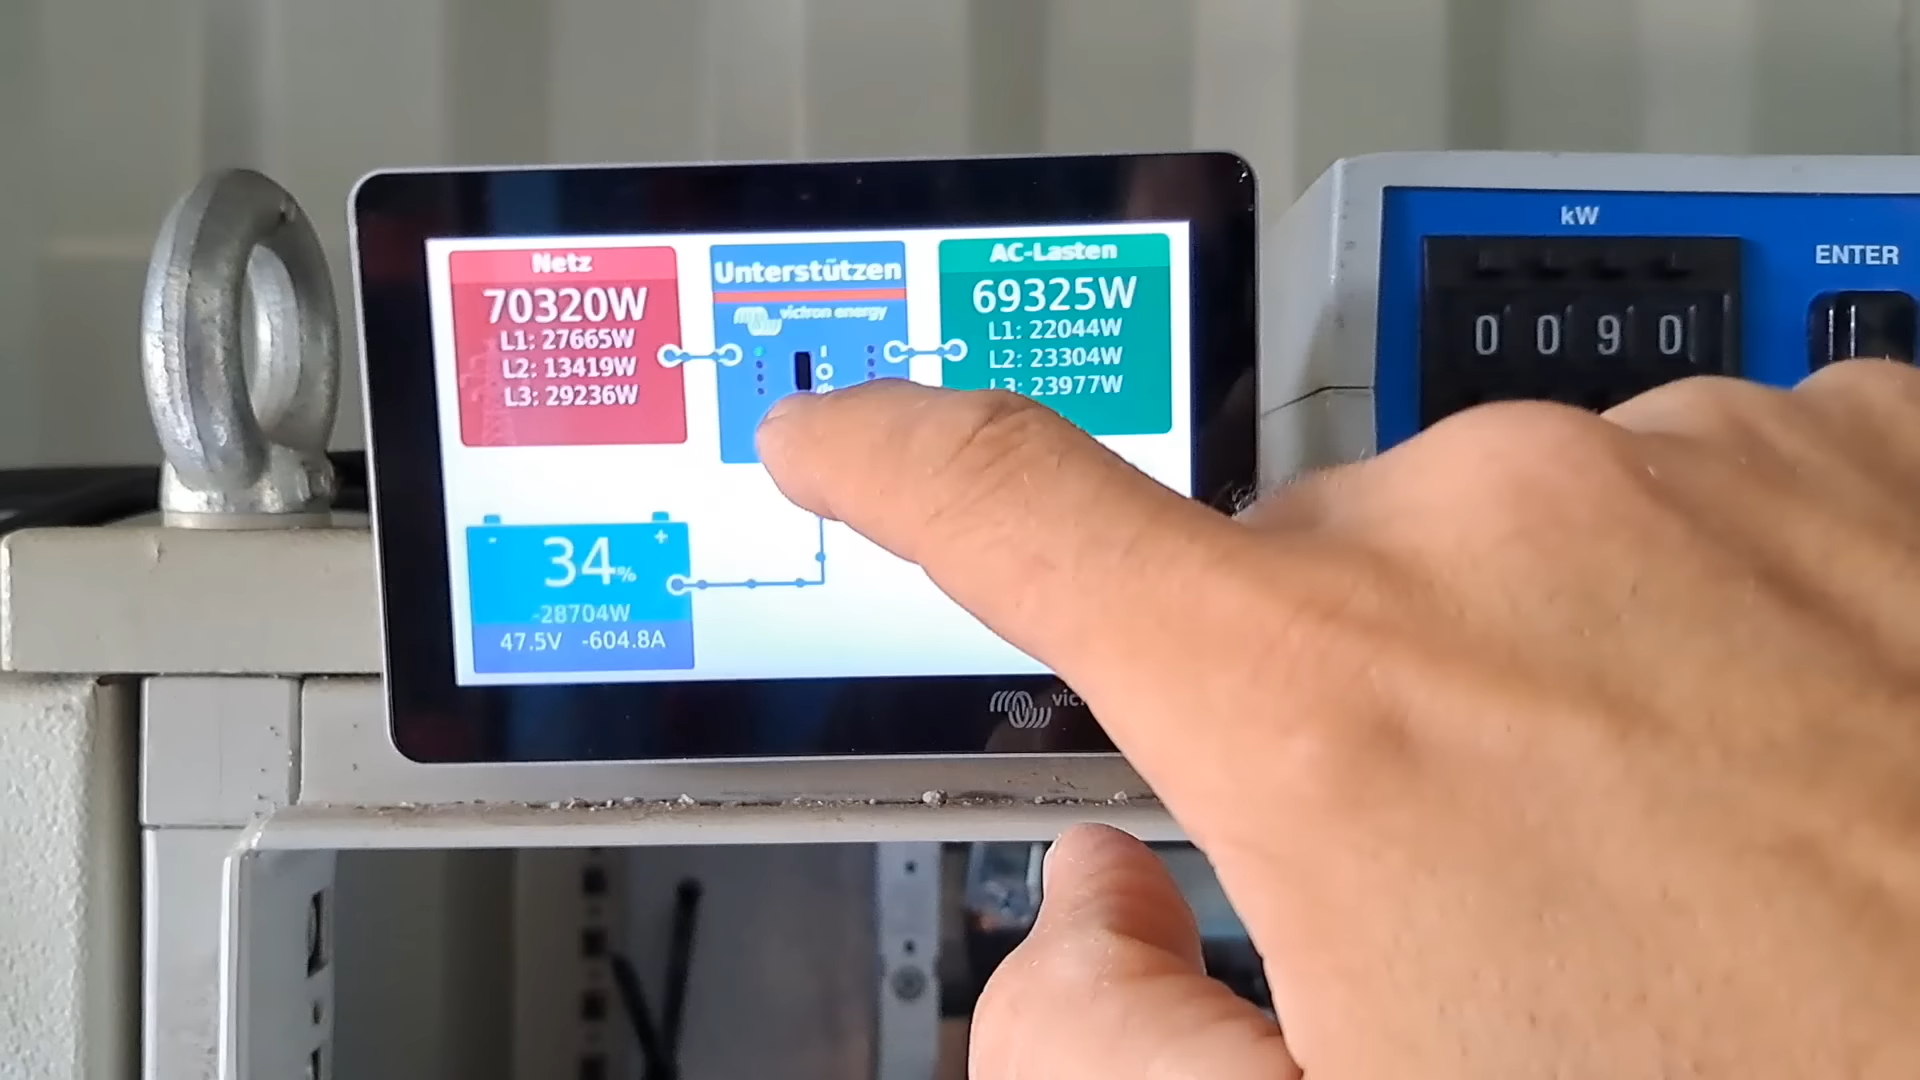 Netz
70320W
L1: 27665W
L2: 13419W
L3: 29236W
Unterstützen
victron energy
AC-Lasten
69325W
L1: 22044W
L2: 23304W
L3: 23977W
- +
34%
-28704W
47.5V -604.8A
kW
0 0 9 0
ENTER